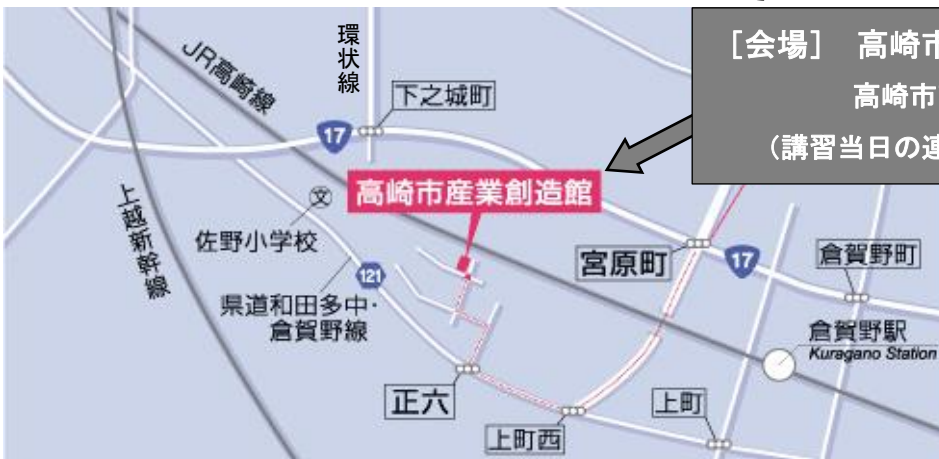 [会場] 高崎市
高崎市
(講習当日の連
JR高崎線
環状線
下之城町
17
高崎市産業創造館
文
佐野小学校
上越新幹線
121
県道和田多中・
倉賀野線
宮原町
17
倉賀野町
倉賀野駅
Kuragano Station
正六
上町
上町西